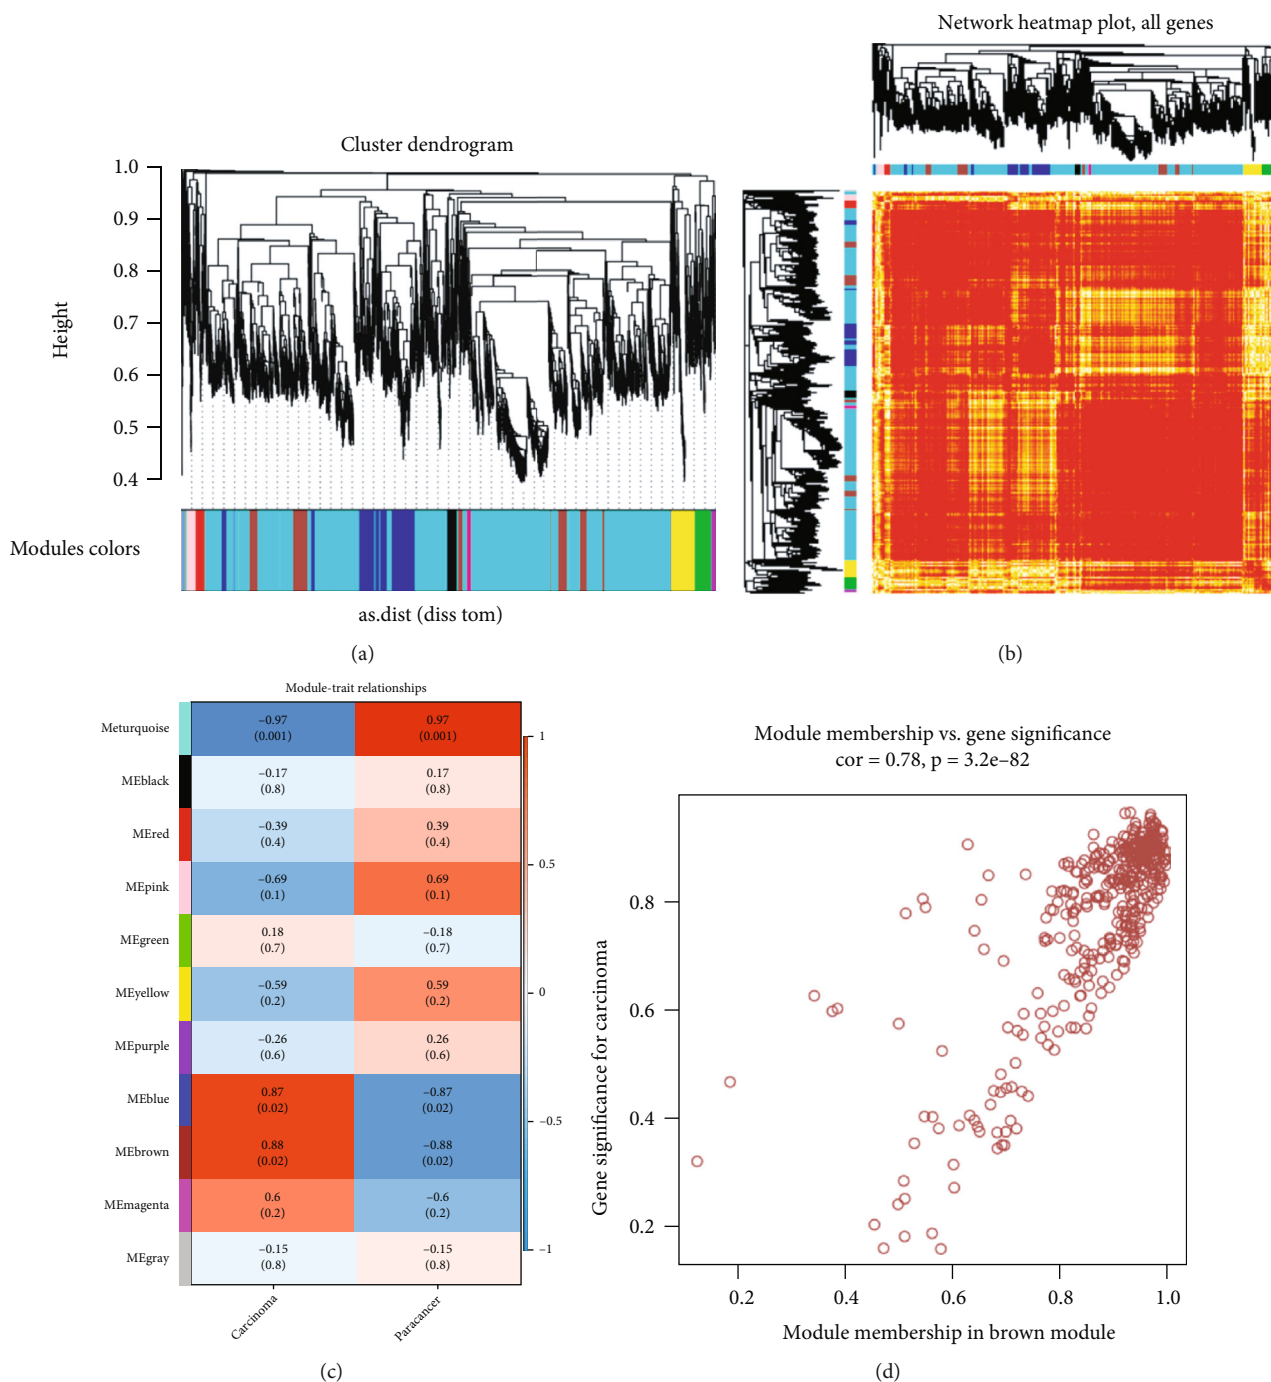 Network heatmap plot, all genes
Cluster dendrogram
1.0
0.9
0.8
0.7
0.6
0.5
0.4
Height
Modules colors
as.dist (diss tom)
(a)
(b)
Module-trait relationships
Meturquoise
−0.97
(0.001)
0.97
(0.001)
MEblack
−0.17
(0.8)
0.17
(0.8)
MEred
−0.39
(0.4)
0.39
(0.4)
MEpink
−0.69
(0.1)
0.69
(0.1)
MEgreen
0.18
(0.7)
−0.18
(0.7)
MEyellow
−0.59
(0.2)
0.59
(0.2)
MEpurple
−0.26
(0.6)
0.26
(0.6)
MEblue
0.87
(0.02)
−0.87
(0.02)
MEbrown
0.88
(0.02)
−0.88
(0.02)
MEmagenta
0.6
(0.2)
−0.6
(0.2)
MEgray
−0.15
(0.8)
−0.15
(0.8)
Carcinoma
Paracancer
1
0.5
0
−0.5
−1
(c)
Module membership vs. gene significance
cor = 0.78, p = 3.2e–82
Gene significance for carcinoma
0.8
0.6
0.4
0.2
0.2
0.4
0.6
0.8
1.0
Module membership in brown module
(d)